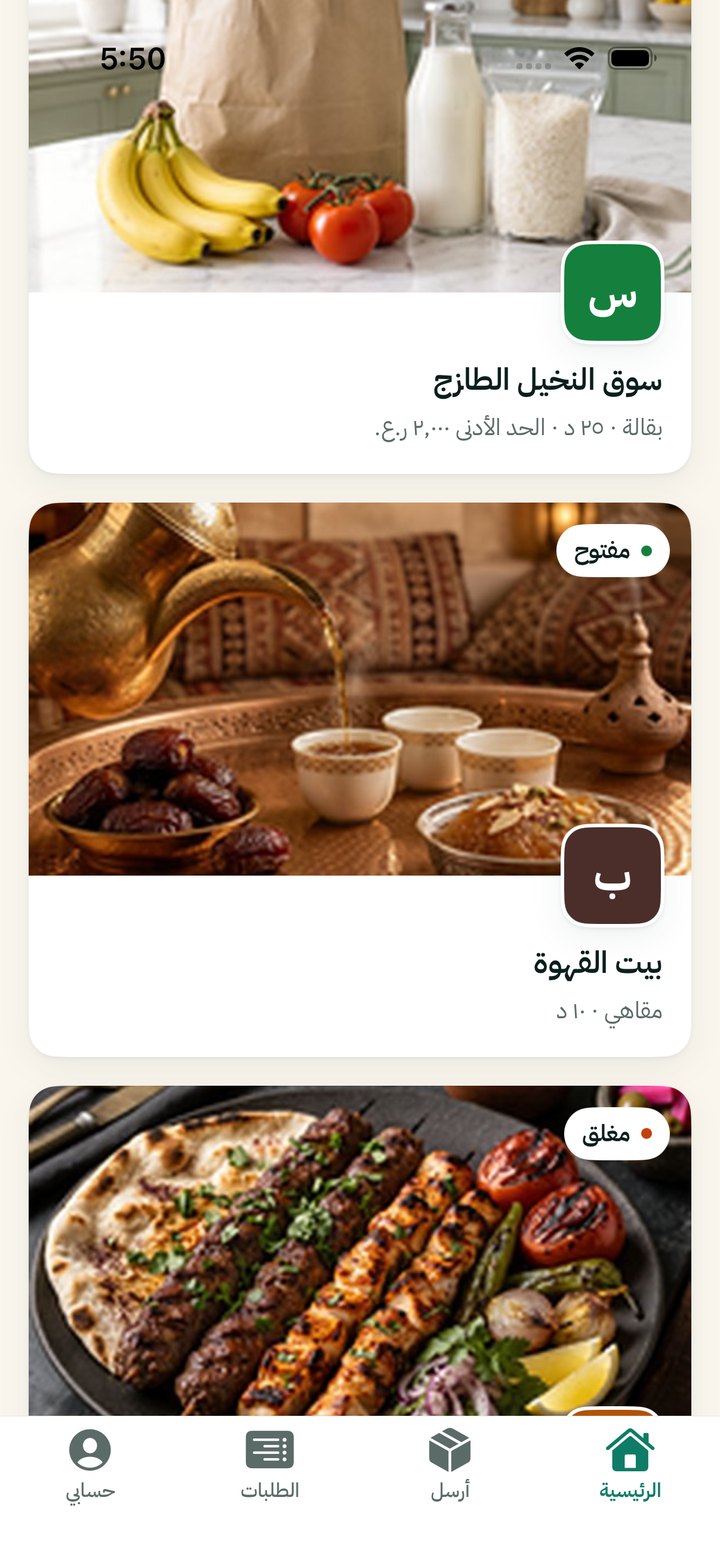 5:50
س
سوق النخيل الطازج
بقالة · ٢٥ د · الحد الأدنى ٢٬٠٠٠ ر.ع.
مفتوح
ب
بيت القهوة
مقاهي · ١٠ د
مغلق
الرئيسية
أرسل
الطلبات
حسابي